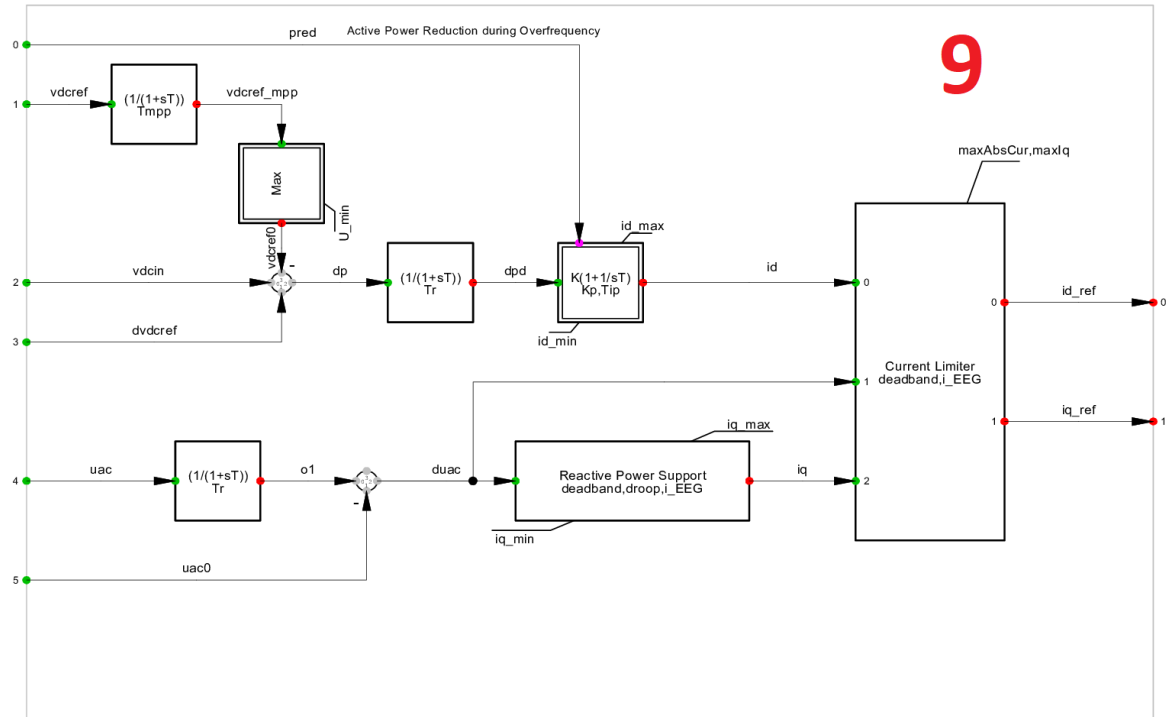 pred
Active Power Reduction during Overfrequency
9
0
vdcref
(1/(1+sT))
Tmpp
vdcref_mpp
1
maxAbsCur,maxIq
Max
U_min
vdcref0
-
id_max
vdcin
dp
(1/(1+sT))
Tr
dpd
K(1+1/sT)
Kp,Tip
id
2
0
0
id_ref
0
dvdcref
id_min
3
Current Limiter
deadband,i_EEG
1
1
iq_ref
1
iq_max
uac
(1/(1+sT))
Tr
o1
duac
Reactive Power Support
deadband,droop,i_EEG
iq
4
2
-
iq_min
uac0
5